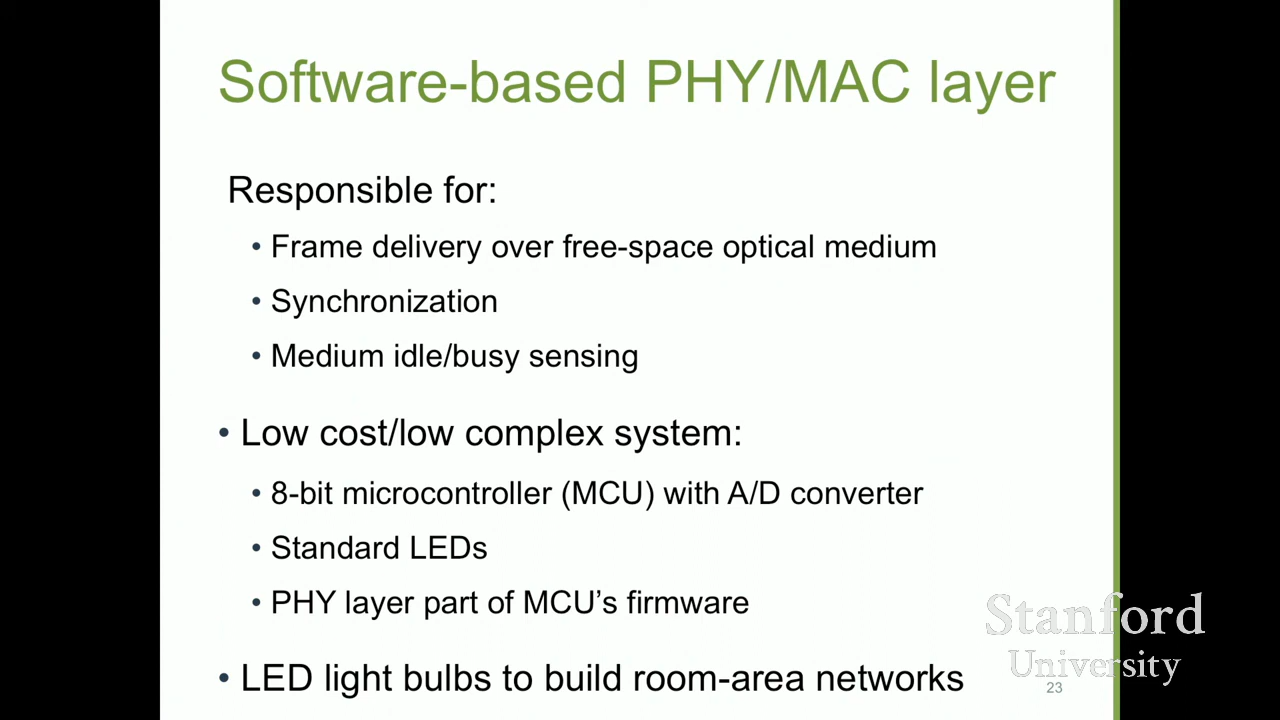 Software-based PHY/MAC layer
Responsible for:
• Frame delivery over free-space optical medium
• Synchronization
• Medium idle/busy sensing
• Low cost/low complex system:
• 8-bit microcontroller (MCU) with A/D converter
• Standard LEDs
• PHY layer part of MCU’s firmware
• LED light bulbs to build room-area networks
Stanford
University
23